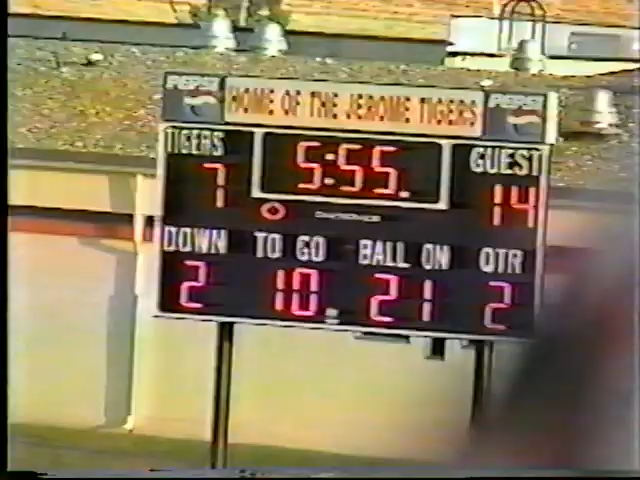 PEPSI HOME OF THE JEROME TIGERS PEPSI
TIGERS 5:55. GUEST
7 14
DOWN TO GO BALL ON QTR
2 10. 21 2